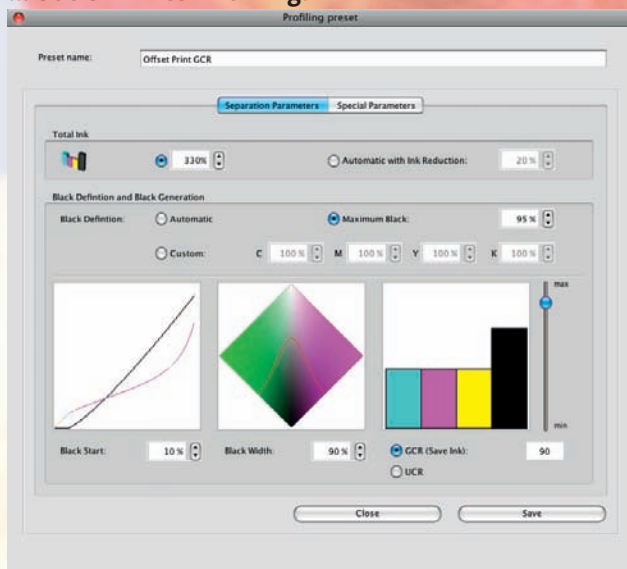 Profiling preset
Preset name: Offset Print GCR
Separation Parameters Special Parameters
Total Ink
330% Automatic with Ink Reduction: 20 %
Black Defintion and Black Generation
Black Defintion: Automatic Maximum Black: 95 %
Custom: C 100 % M 100 % Y 100 % K 100 %
max
min
Black Start: 10 % Black Width: 90 % GCR (Save Ink): 90
UCR
Close Save